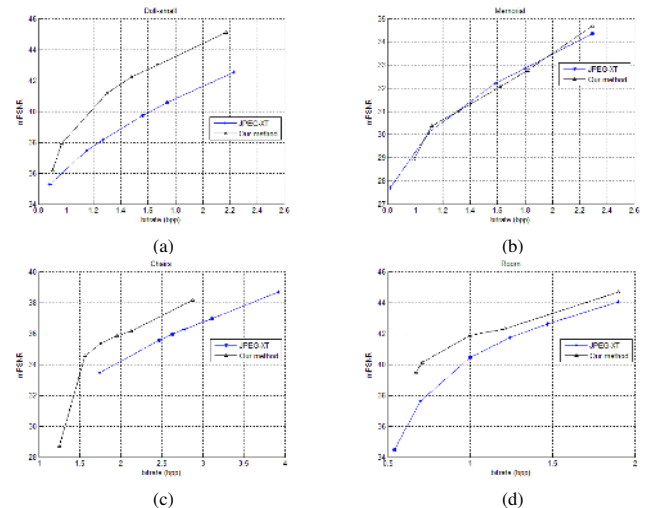 Doll-small
46
44
42
40
38
36
34
mPSNR
JPEG-XT
Our method
0.8 1 1.2 1.4 1.6 1.8 2 2.2 2.4 2.6
bitrate (bpp)
(a)
Memorial
35
34
33
32
31
30
29
28
27
mPSNR
JPEG-XT
Our method
0.8 1 1.2 1.4 1.6 1.8 2 2.2 2.4 2.6
bitrate (bpp)
(b)
Chairs
40
38
36
34
32
30
28
mPSNR
JPEG-XT
Our method
1 1.5 2 2.5 3 3.5 4
bitrate (bpp)
(c)
Room
46
44
42
40
38
36
34
mPSNR
JPEG-XT
Our method
0.5 1 1.5 2
bitrate (bpp)
(d)